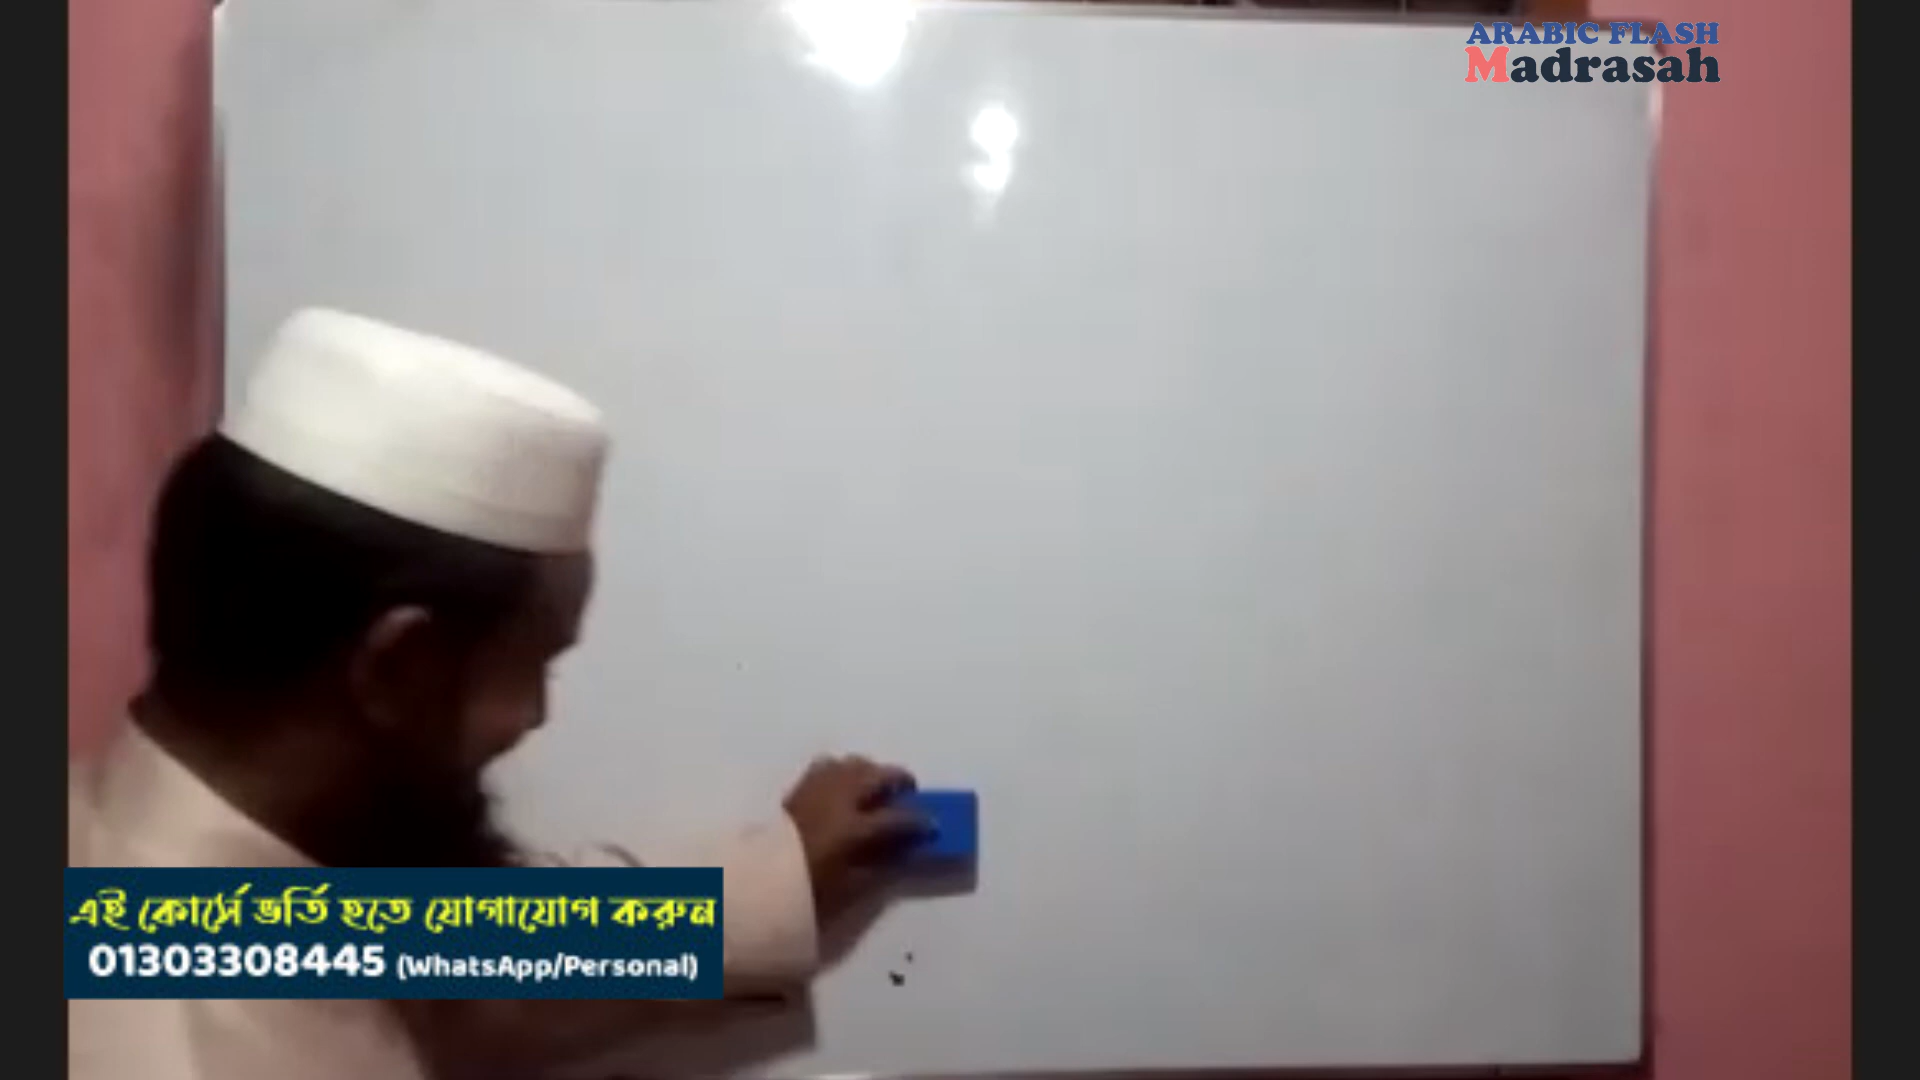 ARABIC FLASH
Madrasah
এই কোর্সে ভর্তি হতে যোগাযোগ করুন
01303308445 (WhatsApp/Personal)